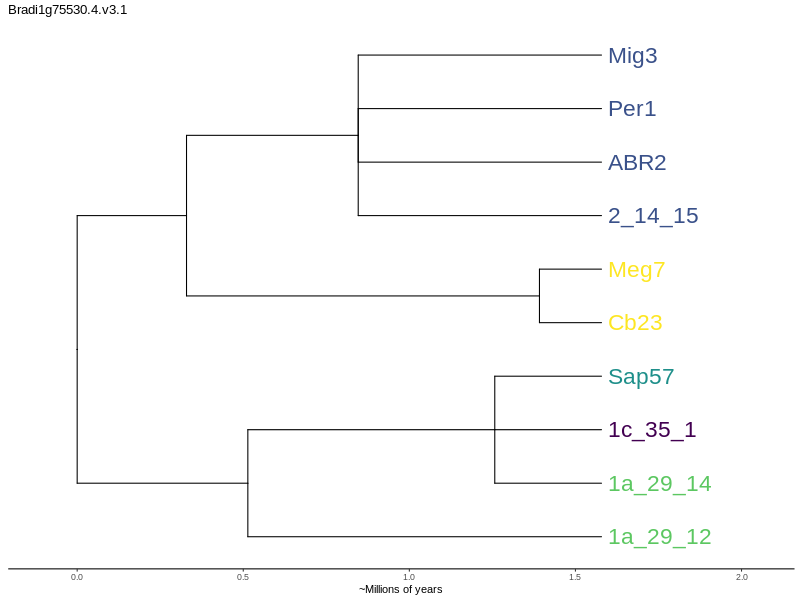 Bradi1g75530.4.v3.1
Mig3
Per1
ABR2
2_14_15
Meg7
Cb23
Sap57
1c_35_1
1a_29_14
1a_29_12
0.0 0.5 1.0 1.5 2.0
~Millions of years